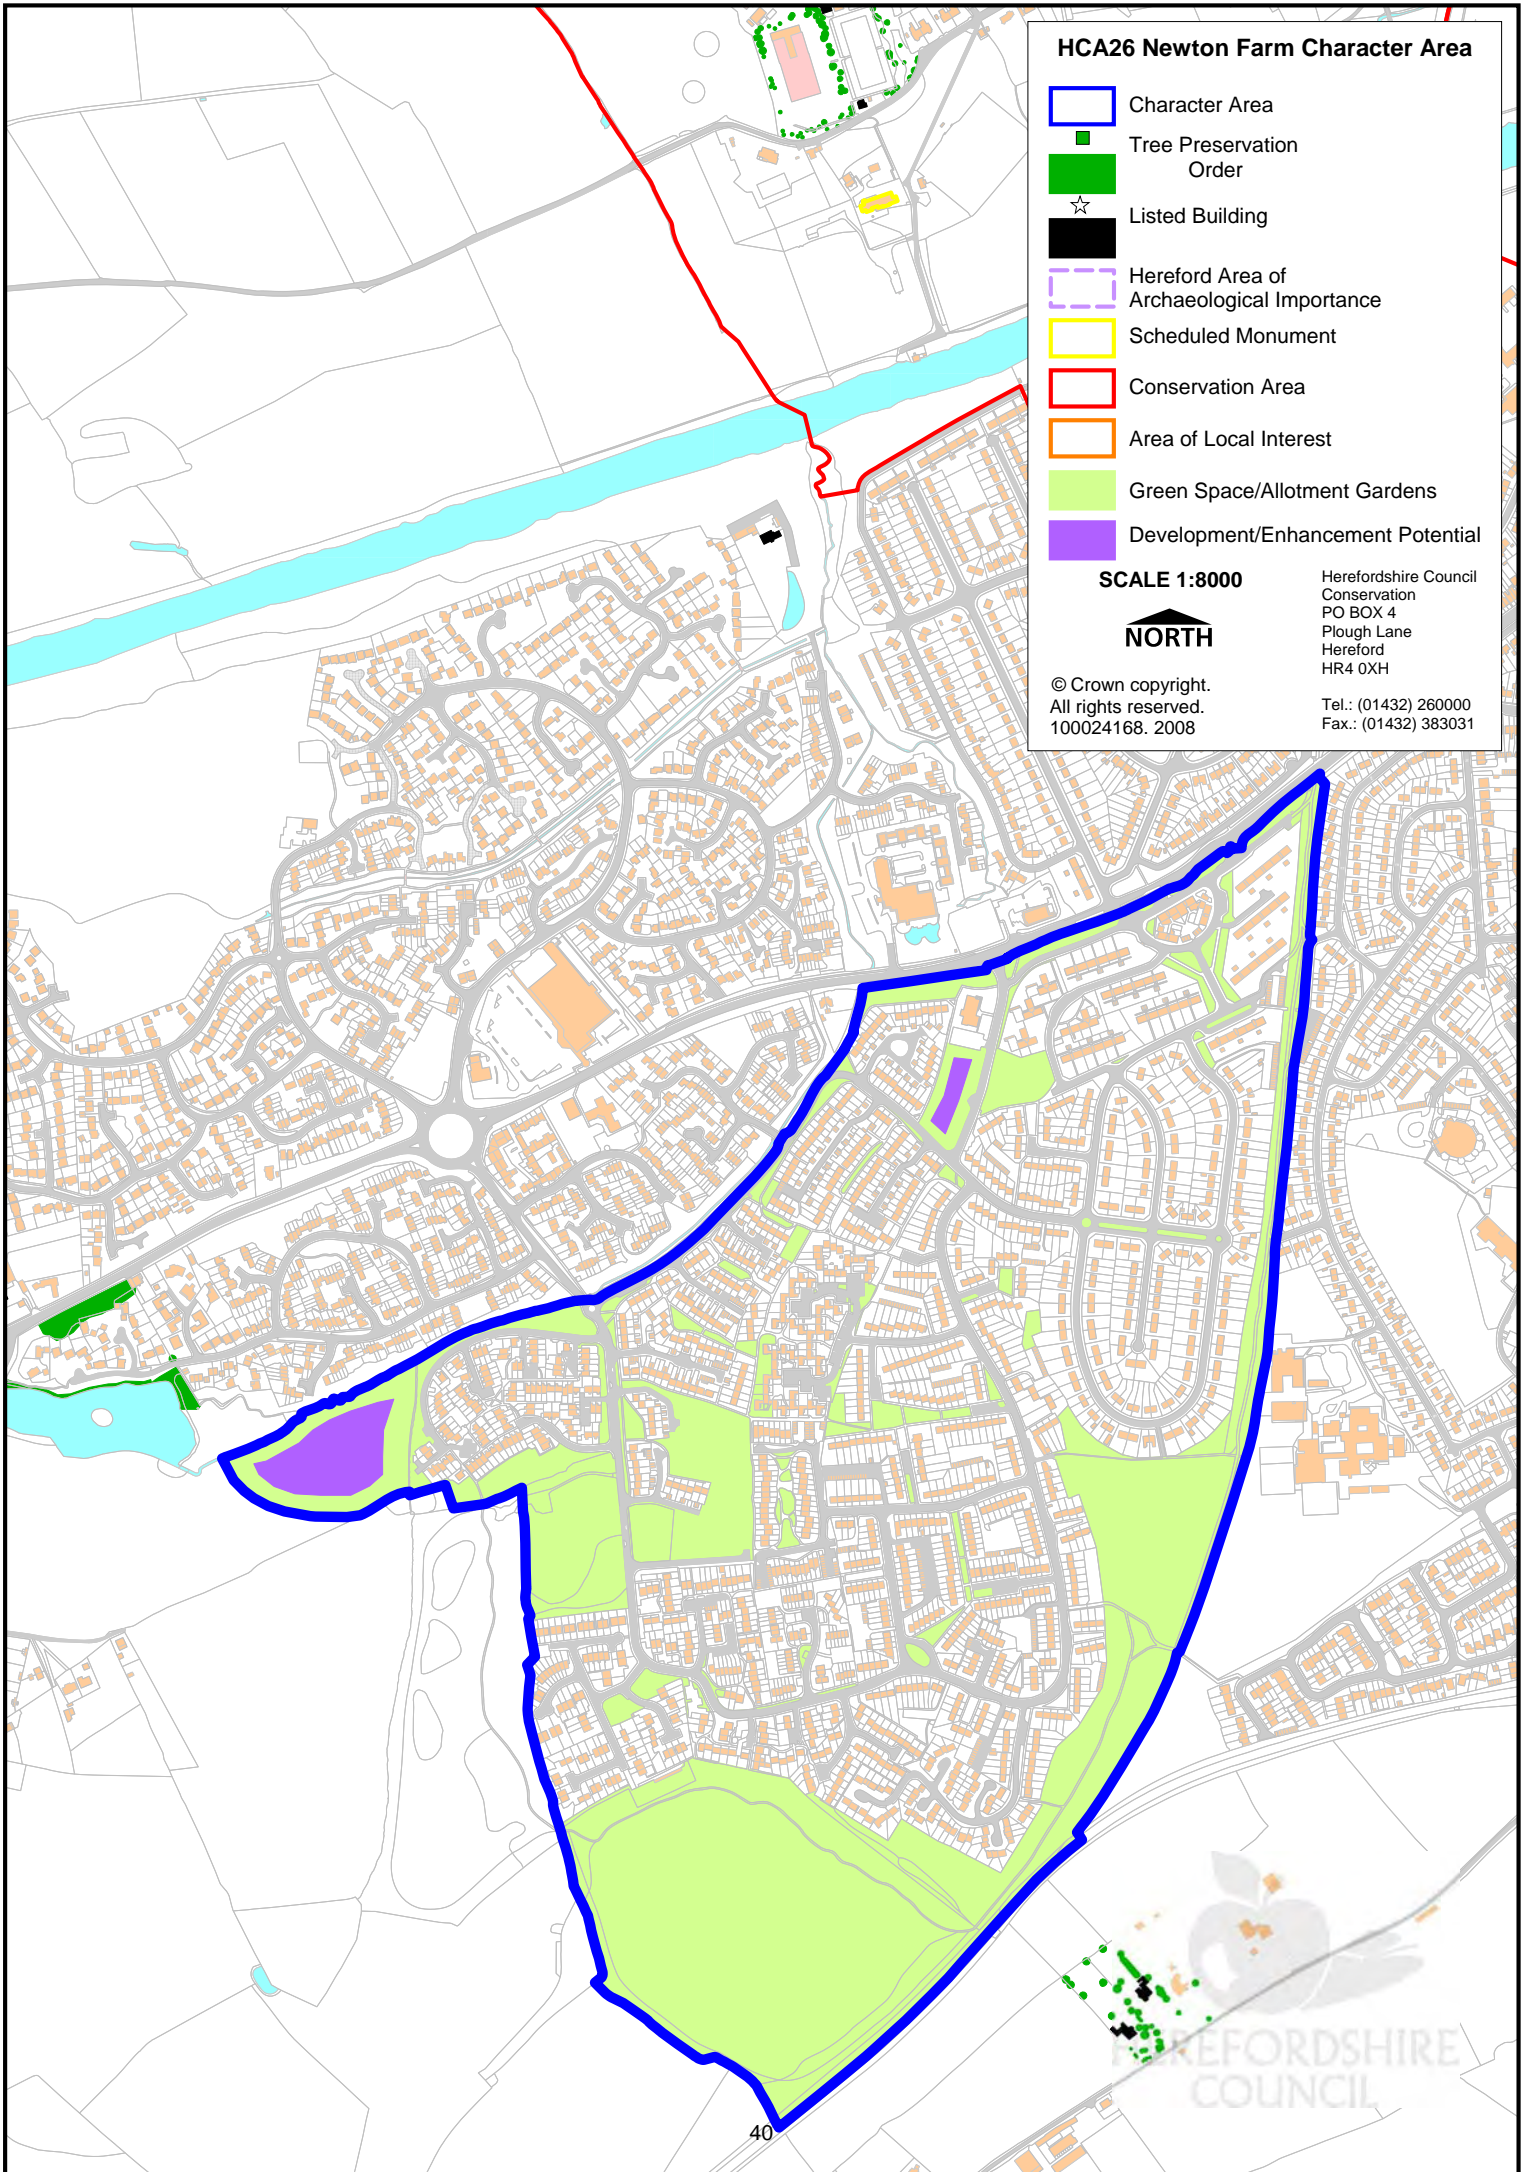 HCA26 Newton Farm Character Area
Character Area
Tree Preservation
Order
Listed Building
Hereford Area of
Archaeological Importance
Scheduled Monument
Conservation Area
Area of Local Interest
Green Space/Allotment Gardens
Development/Enhancement Potential
SCALE 1:8000
NORTH
© Crown copyright.
All rights reserved.
100024168. 2008
Herefordshire Council
Conservation
PO BOX 4
Plough Lane
Hereford
HR4 0XH
Tel.: (01432) 260000
Fax.: (01432) 383031
HEREFORDSHIRE
COUNCIL
40